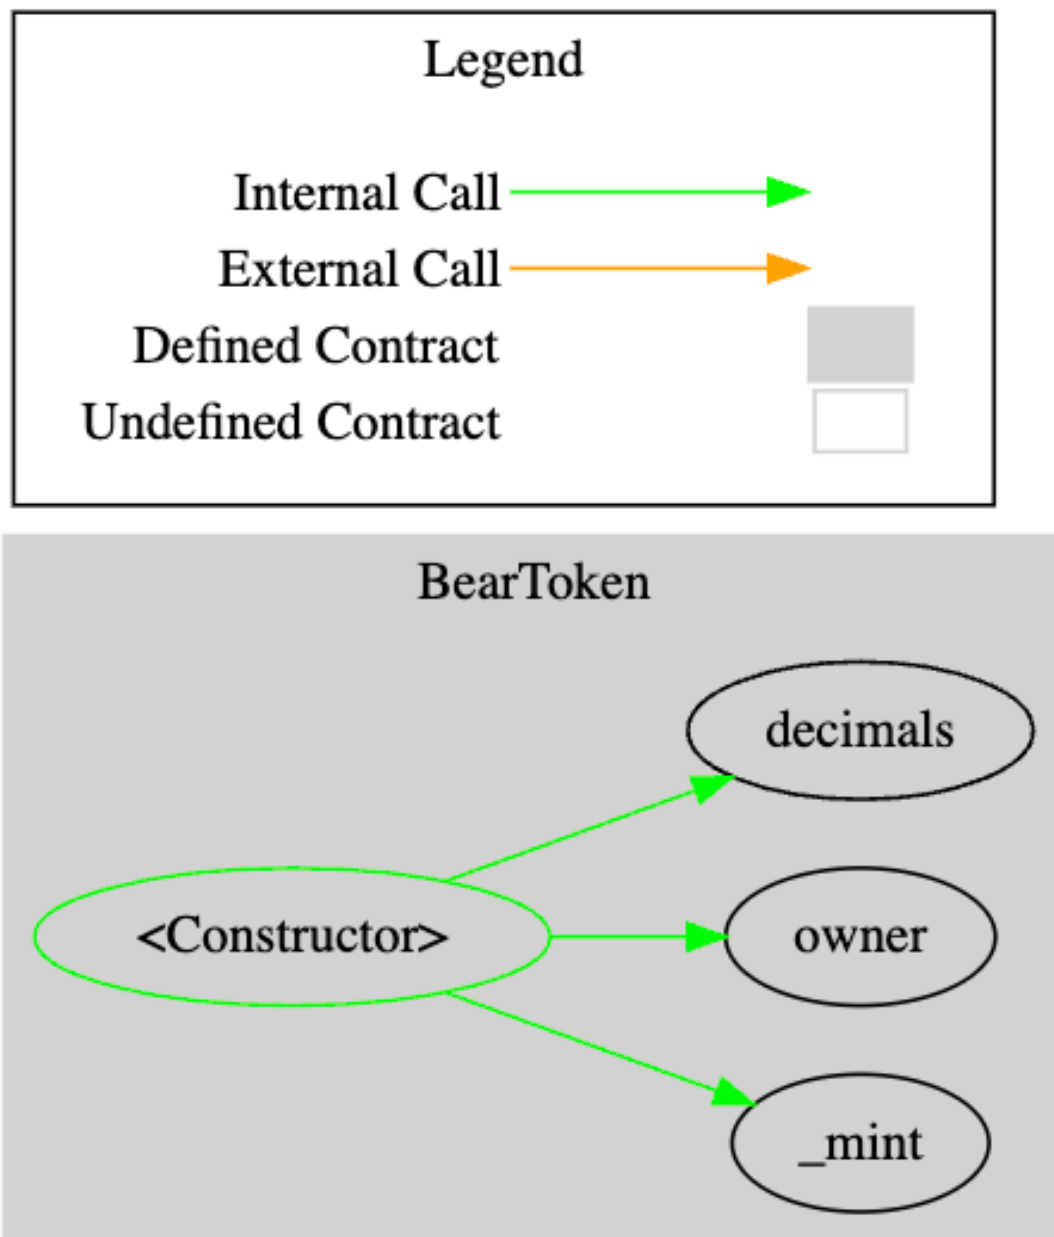 Legend
Internal Call
External Call
Defined Contract
Undefined Contract
BearToken
decimals
<Constructor>
owner
_mint